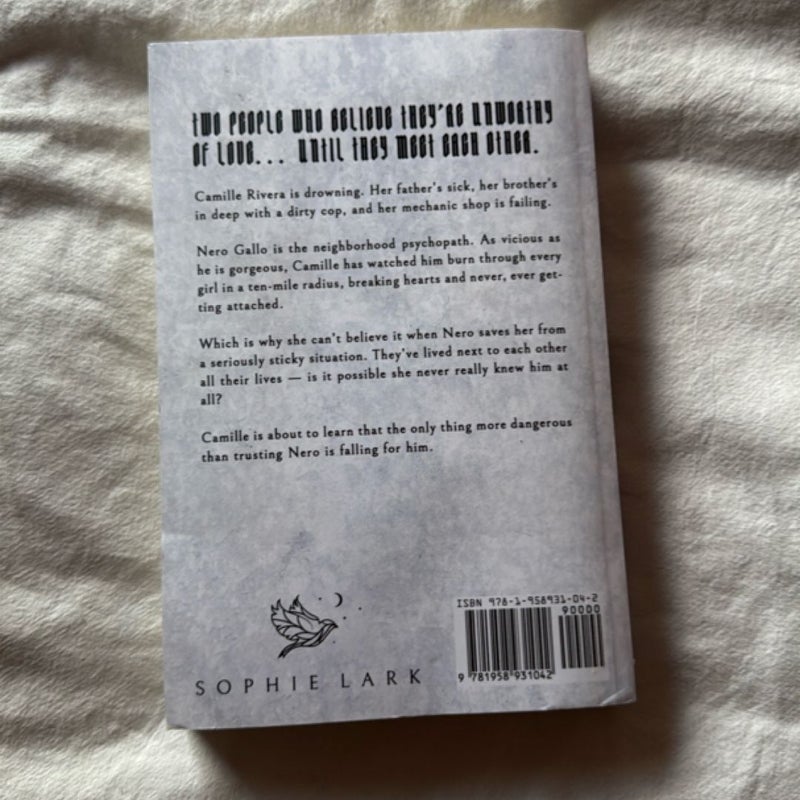 TWO PEOPLE WHO BELIEVE THEY'RE UNWORTHY
OF LOVE... UNTIL THEY MEET EACH OTHER.
Camille Rivera is drowning. Her father's sick, her brother's
in deep with a dirty cop, and her mechanic shop is failing.
Nero Gallo is the neighborhood psychopath. As vicious as
he is gorgeous, Camille has watched him burn through every
girl in a ten-mile radius, breaking hearts and never, ever get-
ting attached.
Which is why she can't believe it when Nero saves her from
a seriously sticky situation. They've lived next to each other
all their lives — is it possible she never really knew him at
all?
Camille is about to learn that the only thing more dangerous
than trusting Nero is falling for him.
ISBN 978-1-958931-04-2
90000
9 781958 931042
SOPHIE LARK